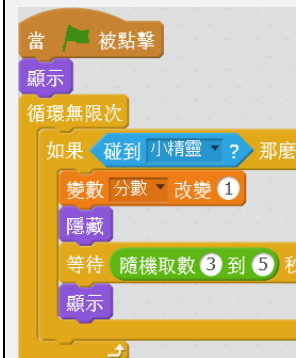 當 被點擊
顯示
循環無限次
如果 碰到 小精靈 ? 那麼
變數 分數 改變 1
隱藏
等待 隨機取數 3 到 5 秒
顯示